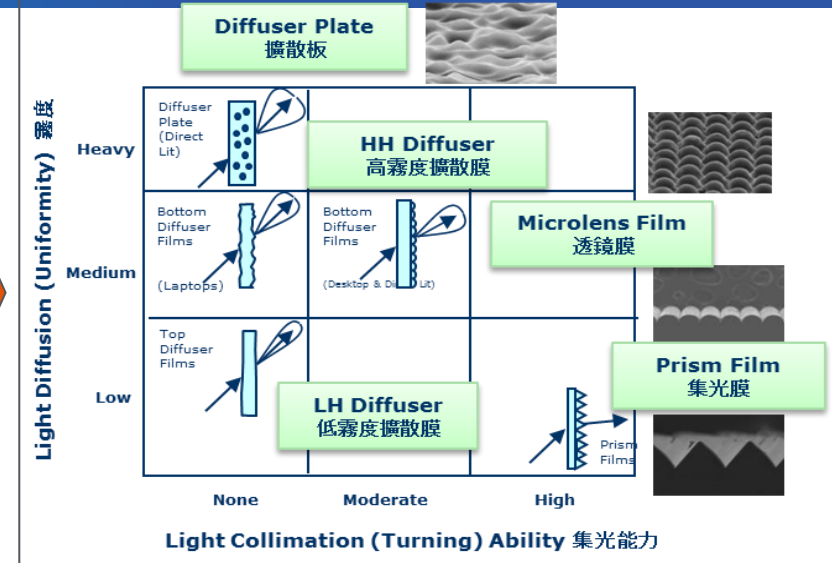 Diffuser Plate
擴散板
Light Diffusion (Uniformity) 霧度
Heavy
Diffuser
Plate
(Direct
Lit)
HH Diffuser
高霧度擴散膜
Medium
Bottom
Diffuser
Films
(Laptops)
Bottom
Diffuser
Films
(Desktop & Di Lit)
Microlens Film
透鏡膜
Low
Top
Diffuser
Films
LH Diffuser
低霧度擴散膜
Prism Film
集光膜
Prism
Films
None
Moderate
High
Light Collimation (Turning) Ability 集光能力